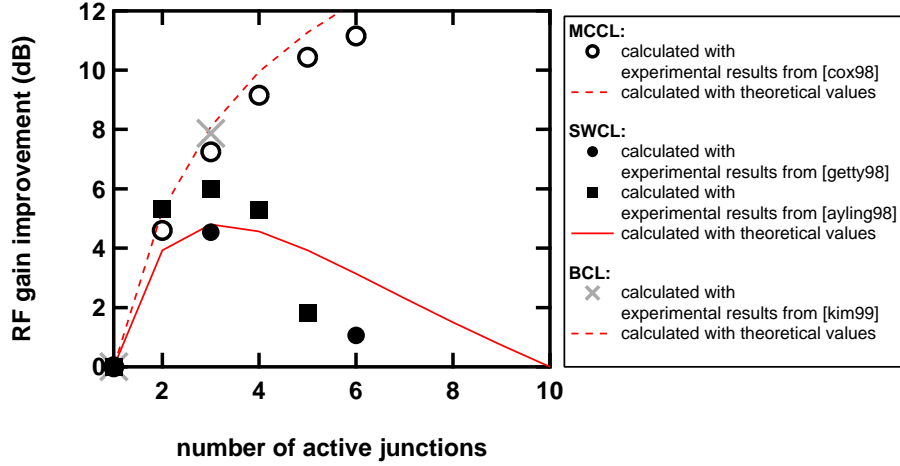 RF gain improvement (dB)
12
10
8
6
4
2
0
2
4
6
8
10
number of active junctions
MCCL:
calculated with
experimental results from [cox98]
calculated with theoretical values
SWCL:
calculated with
experimental results from [getty98]
calculated with
experimental results from [ayling98]
calculated with theoretical values
BCL:
calculated with
experimental results from [kim99]
calculated with theoretical values